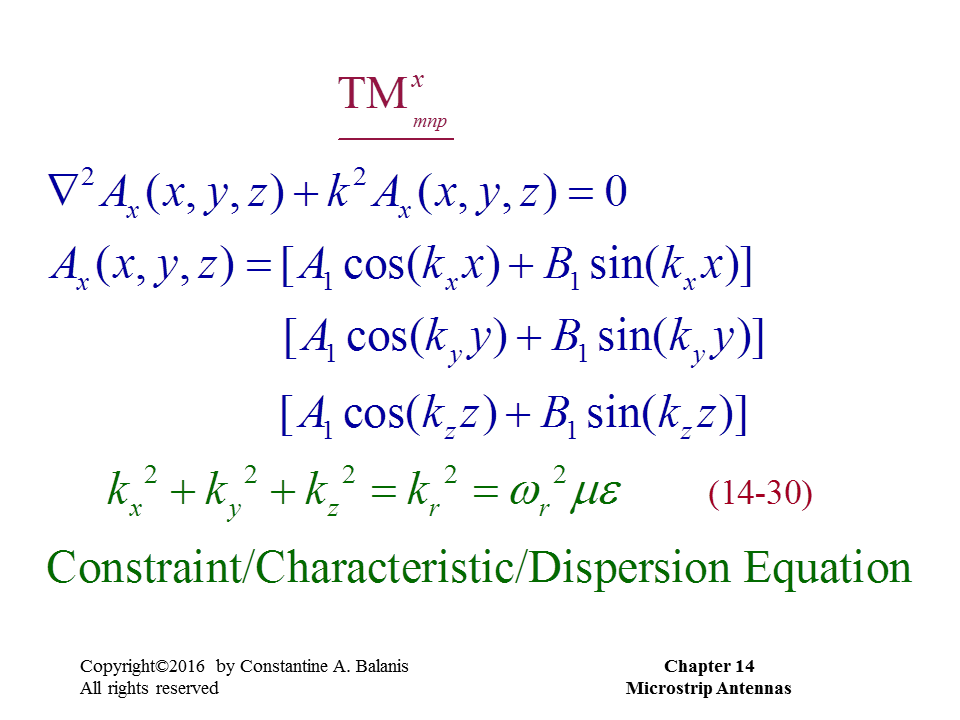 TM^x_mnp
∇²A_x(x, y, z) + k²A_x(x, y, z) = 0
A_x(x, y, z) = [A_1 cos(k_x x) + B_1 sin(k_x x)]
[A_1 cos(k_y y) + B_1 sin(k_y y)]
[A_1 cos(k_z z) + B_1 sin(k_z z)]
k_x² + k_y² + k_z² = k_r² = ω_r² με (14-30)
Constraint/Characteristic/Dispersion Equation
Copyright©2016 by Constantine A. Balanis
All rights reserved
Chapter 14
Microstrip Antennas